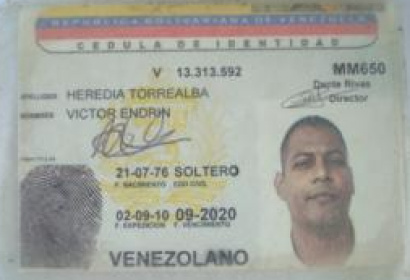 REPUBLICA BOLIVARIANA DE VENEZUELA
CEDULA DE IDENTIDAD
V 13.313.592
MM650
Dante Rivas
Director
APELLIDOS HEREDIA TORREALBA
NOMBRES VICTOR ENDRIN
21-07-76 SOLTERO
F. NACIMIENTO EDO CIVIL
02-09-10 09-2020
F. EXPEDICION F. VENCIMIENTO
VENEZOLANO